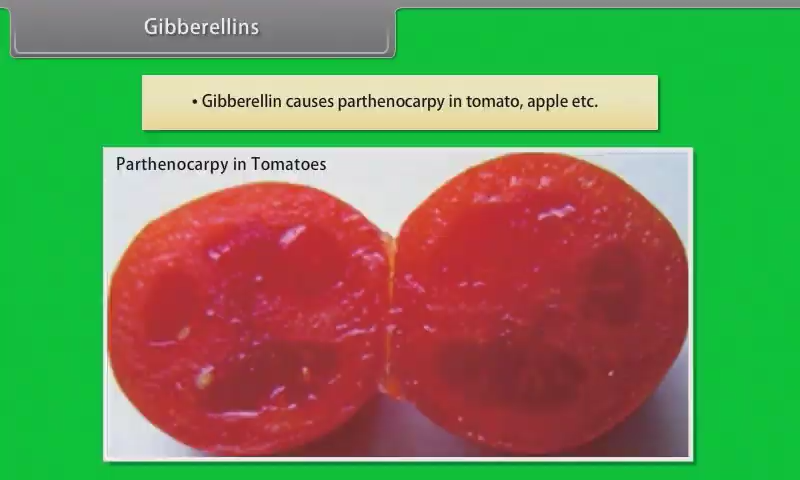 Gibberellins
• Gibberellin causes parthenocarpy in tomato, apple etc.
Parthenocarpy in Tomatoes